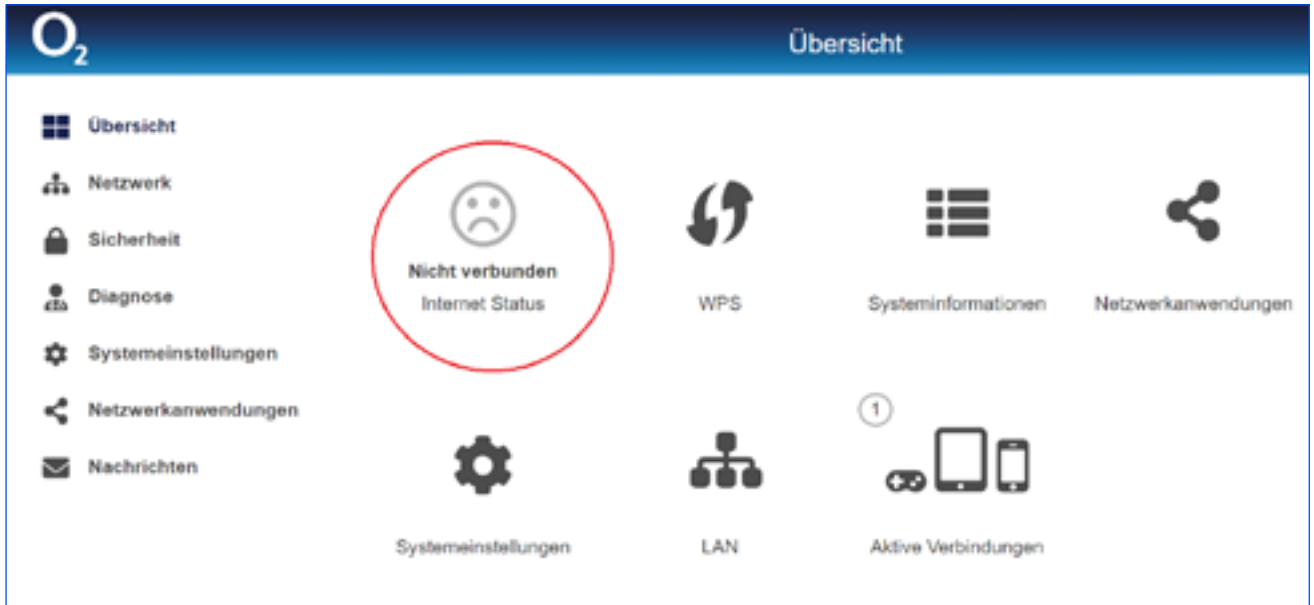 O2
Übersicht
Übersicht
Netzwerk
Sicherheit
Diagnose
Systemeinstellungen
Netzwerkanwendungen
Nachrichten
Nicht verbunden
Internet Status
WPS
Systeminformationen
Netzwerkanwendungen
Systemeinstellungen
LAN
1
Aktive Verbindungen